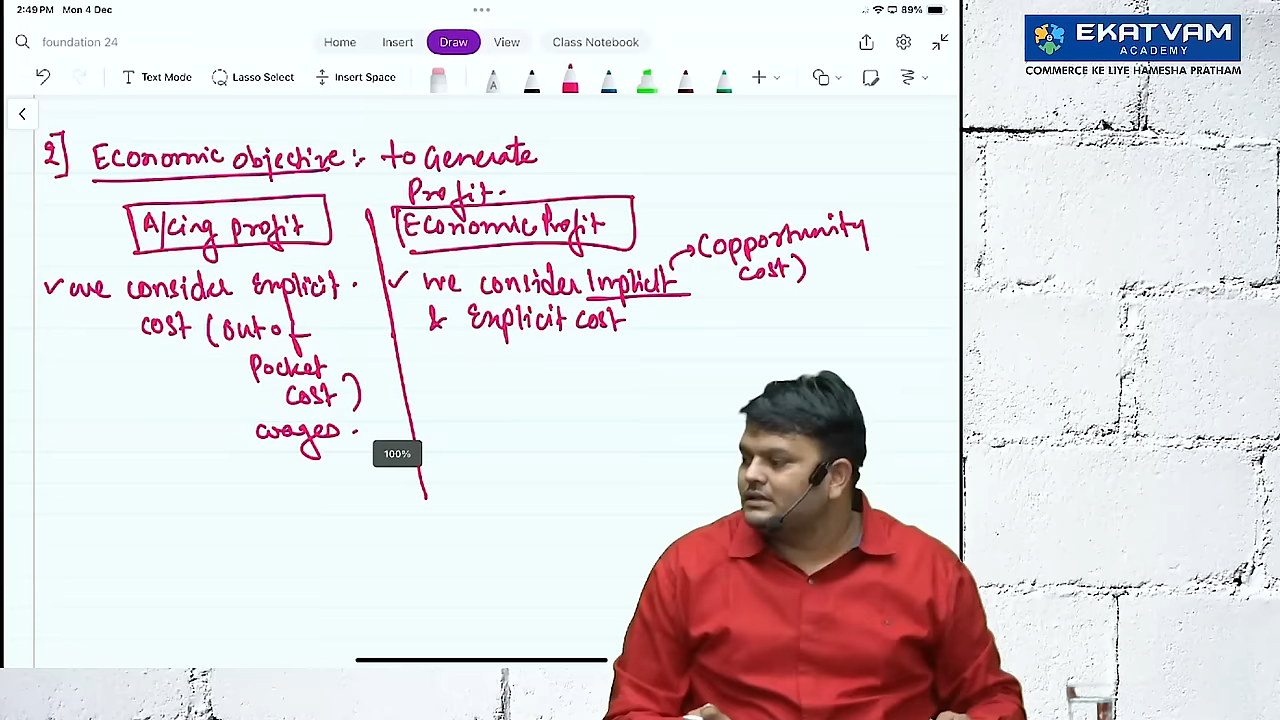 2:49 PM Mon 4 Dec
89%
foundation 24
Home Insert Draw View Class Notebook
Text Mode Lasso Select Insert Space
EKATVAM
ACADEMY
COMMERCE KE LIYE HAMESHA PRATHAM
2] Economic objective :- to Generate
Profit.
A/cing profit
✓ we consider Explicit.
cost (out of
Pocket
cost)
wages.
Economic Profit
✓ we consider Implicit
(opportunity
cost)
& Explicit cost
100%